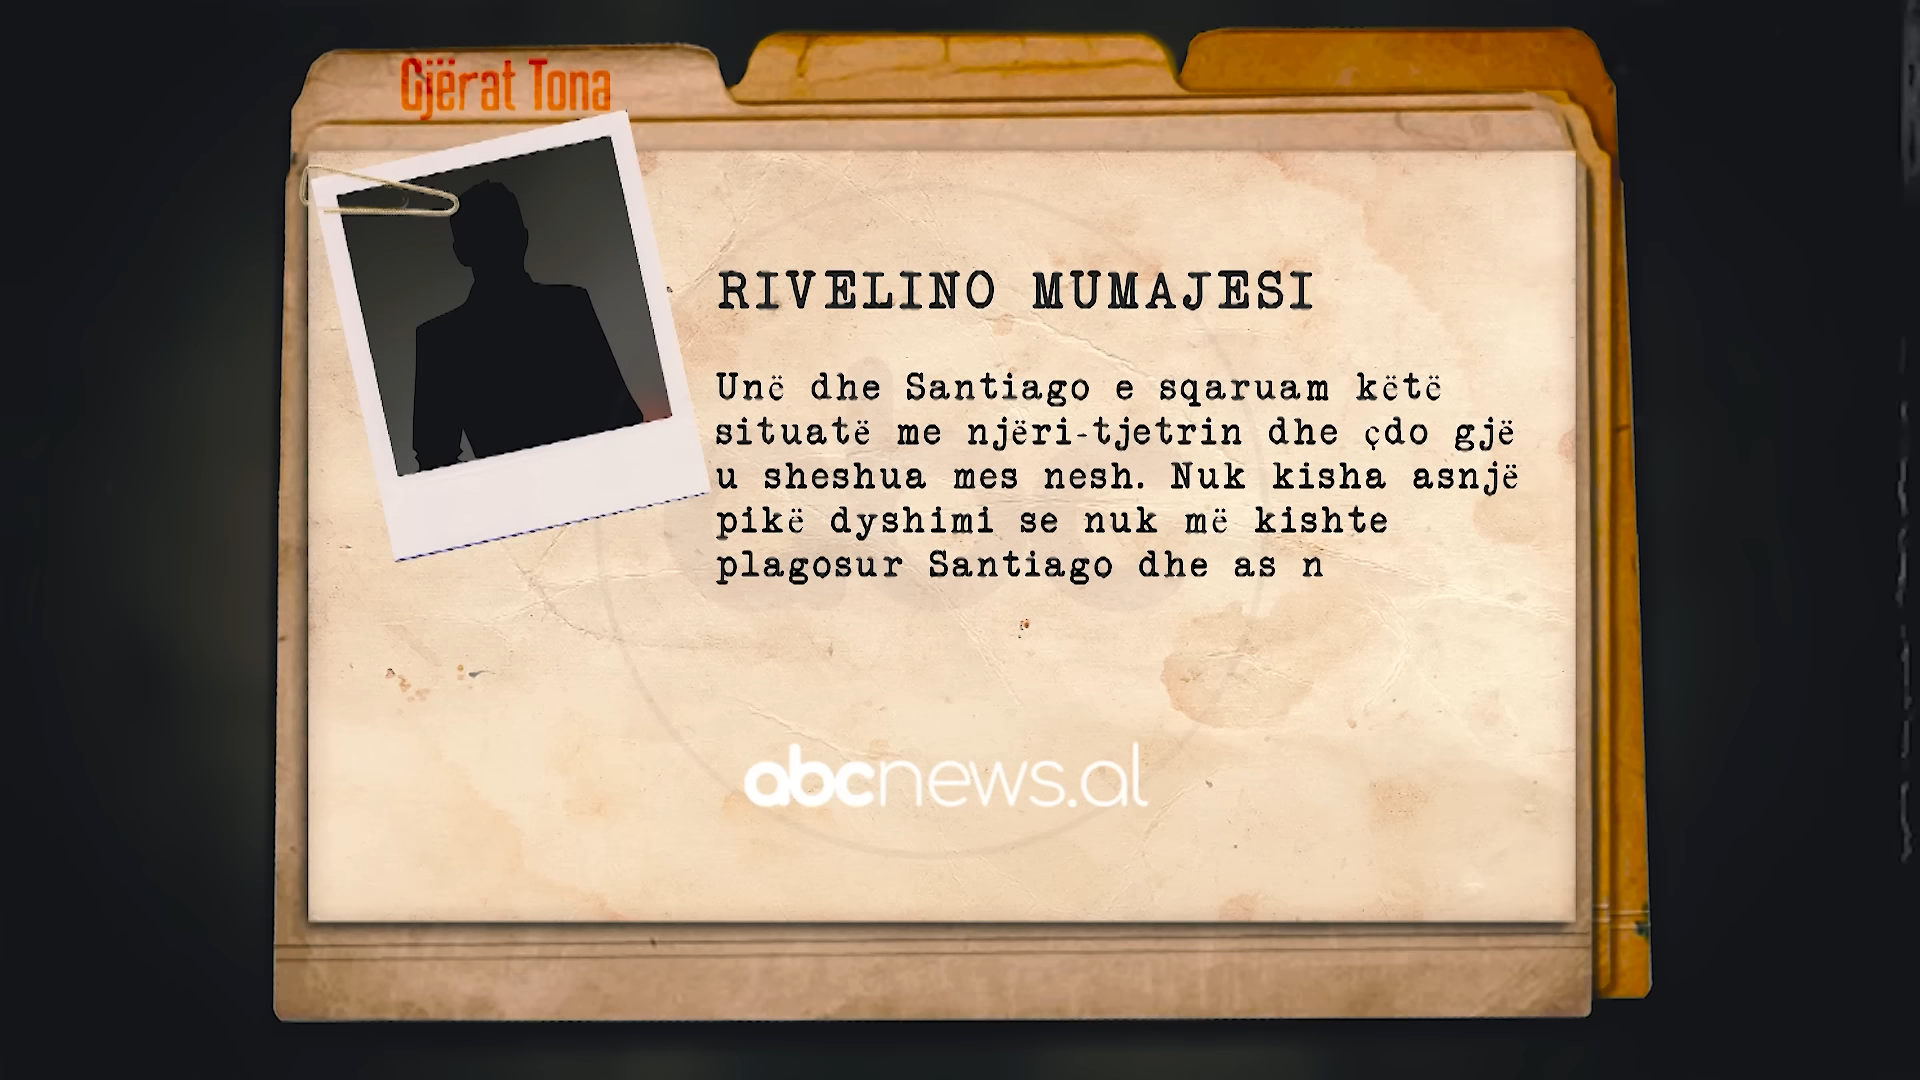 Gjërat Tona
RIVELINO MUMAJESI
Unë dhe Santiago e sqaruam këtë
situatë me njëri-tjetrin dhe çdo gjë
u sheshua mes nesh. Nuk kisha asnjë
pikë dyshimi se nuk më kishte
plagosur Santiago dhe as n
abcnews.al